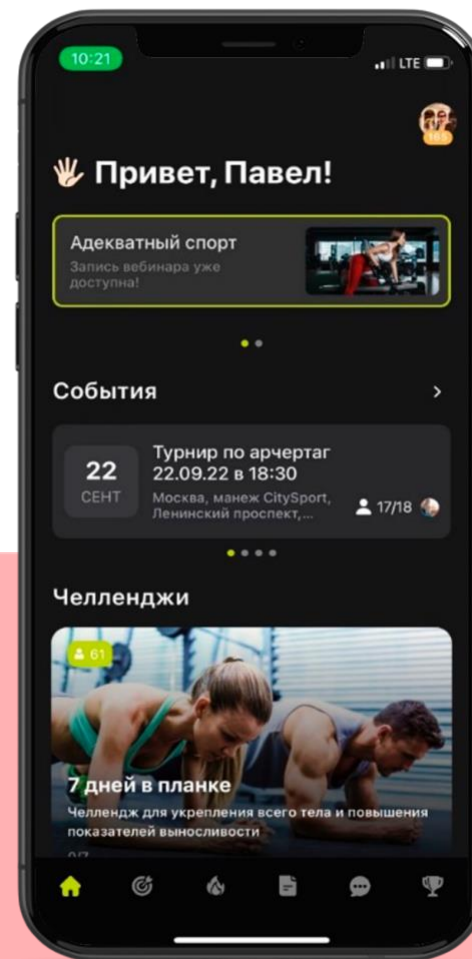 10:21
LTE
165
Привет, Павел!
Адекватный спорт
Запись вебинара уже
доступна!
События
22
СЕНТ
Турнир по арчертаг
22.09.22 в 18:30
Москва, манеж CitySport,
Ленинский проспект,...
17/18
Челленджи
61
7 дней в планке
Челлендж для укрепления всего тела и повышения
показателей выносливости
0/7